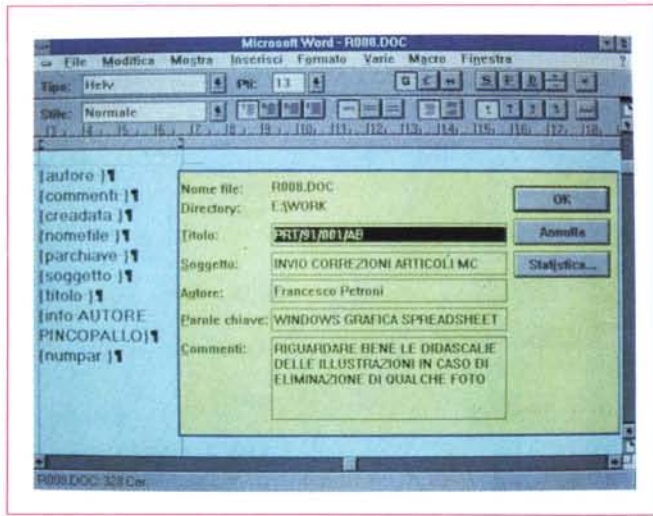 Microsoft Word - R008.DOC
File Modifica Mostra Inserisci Formato Varie Macro Finestra ?
Tipo: Helv Pti: 13 G C S F D
Stile: Normale
{autore }¶
{commenti }¶
{creadata }¶
{nomefile }¶
{parchiave }¶
{soggetto }¶
{titolo }¶
{info AUTORE
PINCOPALLO}¶
{numpar }¶
Nome file: R008.DOC
Directory: E:\WORK
Titolo: PRT/91/001/AB
Soggetto: INVIO CORREZIONI ARTICOLI MC
Autore: Francesco Petroni
Parole chiave: WINDOWS GRAFICA SPREADSHEET
Commenti: RIGUARDARE BENE LE DIDASCALIE
DELLE ILLUSTRAZIONI IN CASO DI
ELIMINAZIONE DI QUALCHE FOTO
OK
Annulla
Statistica...
R008.DOC: 328 Car.